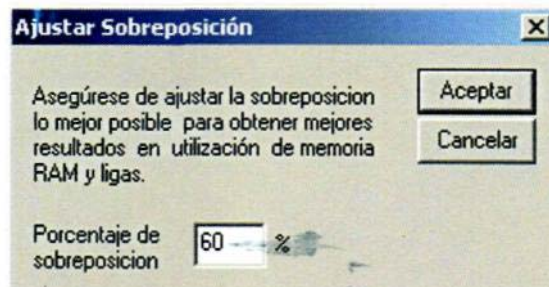 Ajustar Sobreposición
Asegúrese de ajustar la sobreposicion
lo mejor posible para obtener mejores
resultados en utilización de memoria
RAM y ligas.
Aceptar
Cancelar
Porcentaje de
sobreposicion
60 %